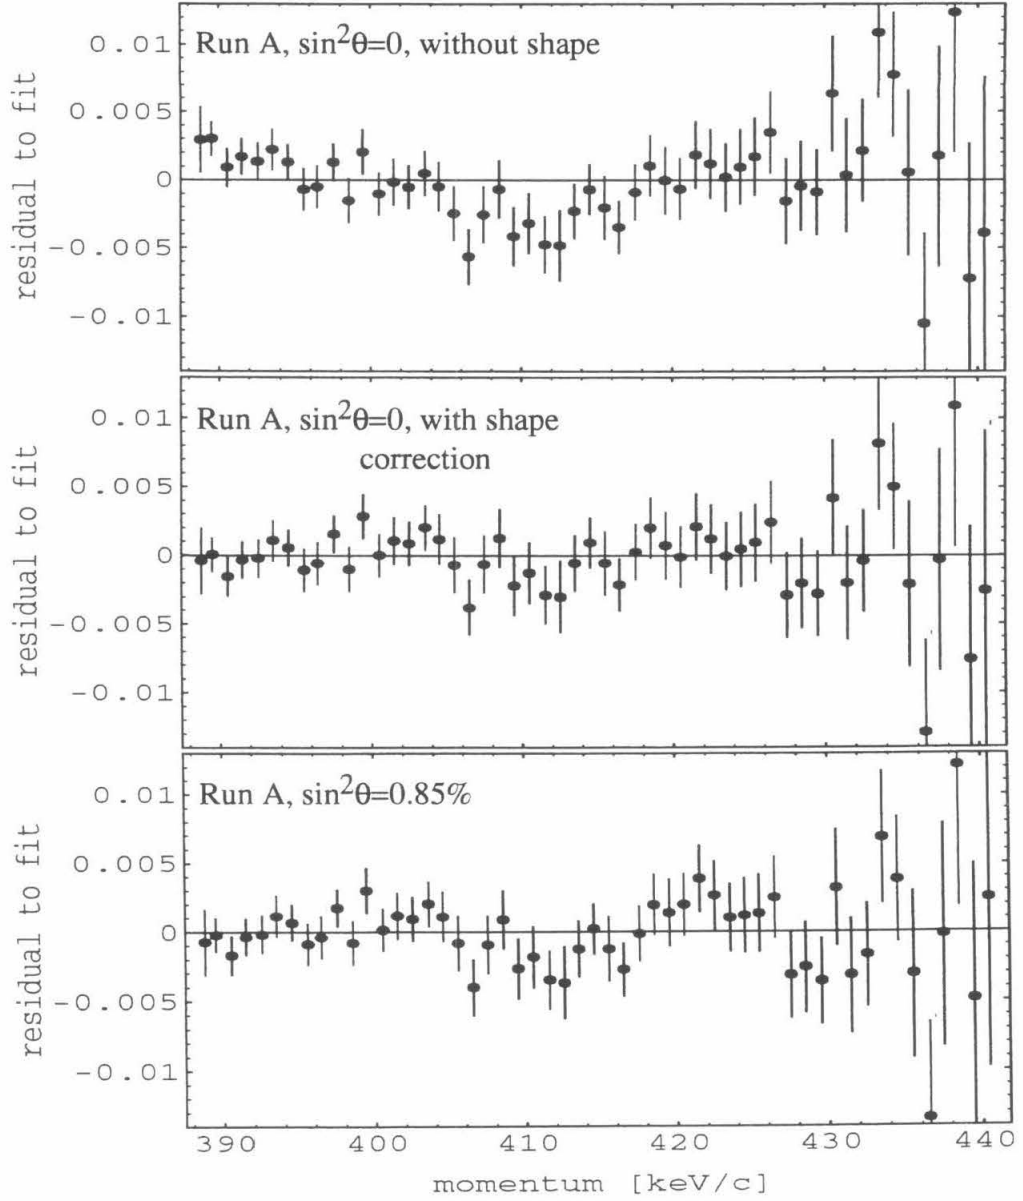 Run A, sin²θ=0, without shape
0.01
0.005
0
-0.005
-0.01
residual to fit
Run A, sin²θ=0, with shape
correction
0.01
0.005
0
-0.005
-0.01
residual to fit
Run A, sin²θ=0.85%
0.01
0.005
0
-0.005
-0.01
residual to fit
390 400 410 420 430 440
momentum [keV/c]